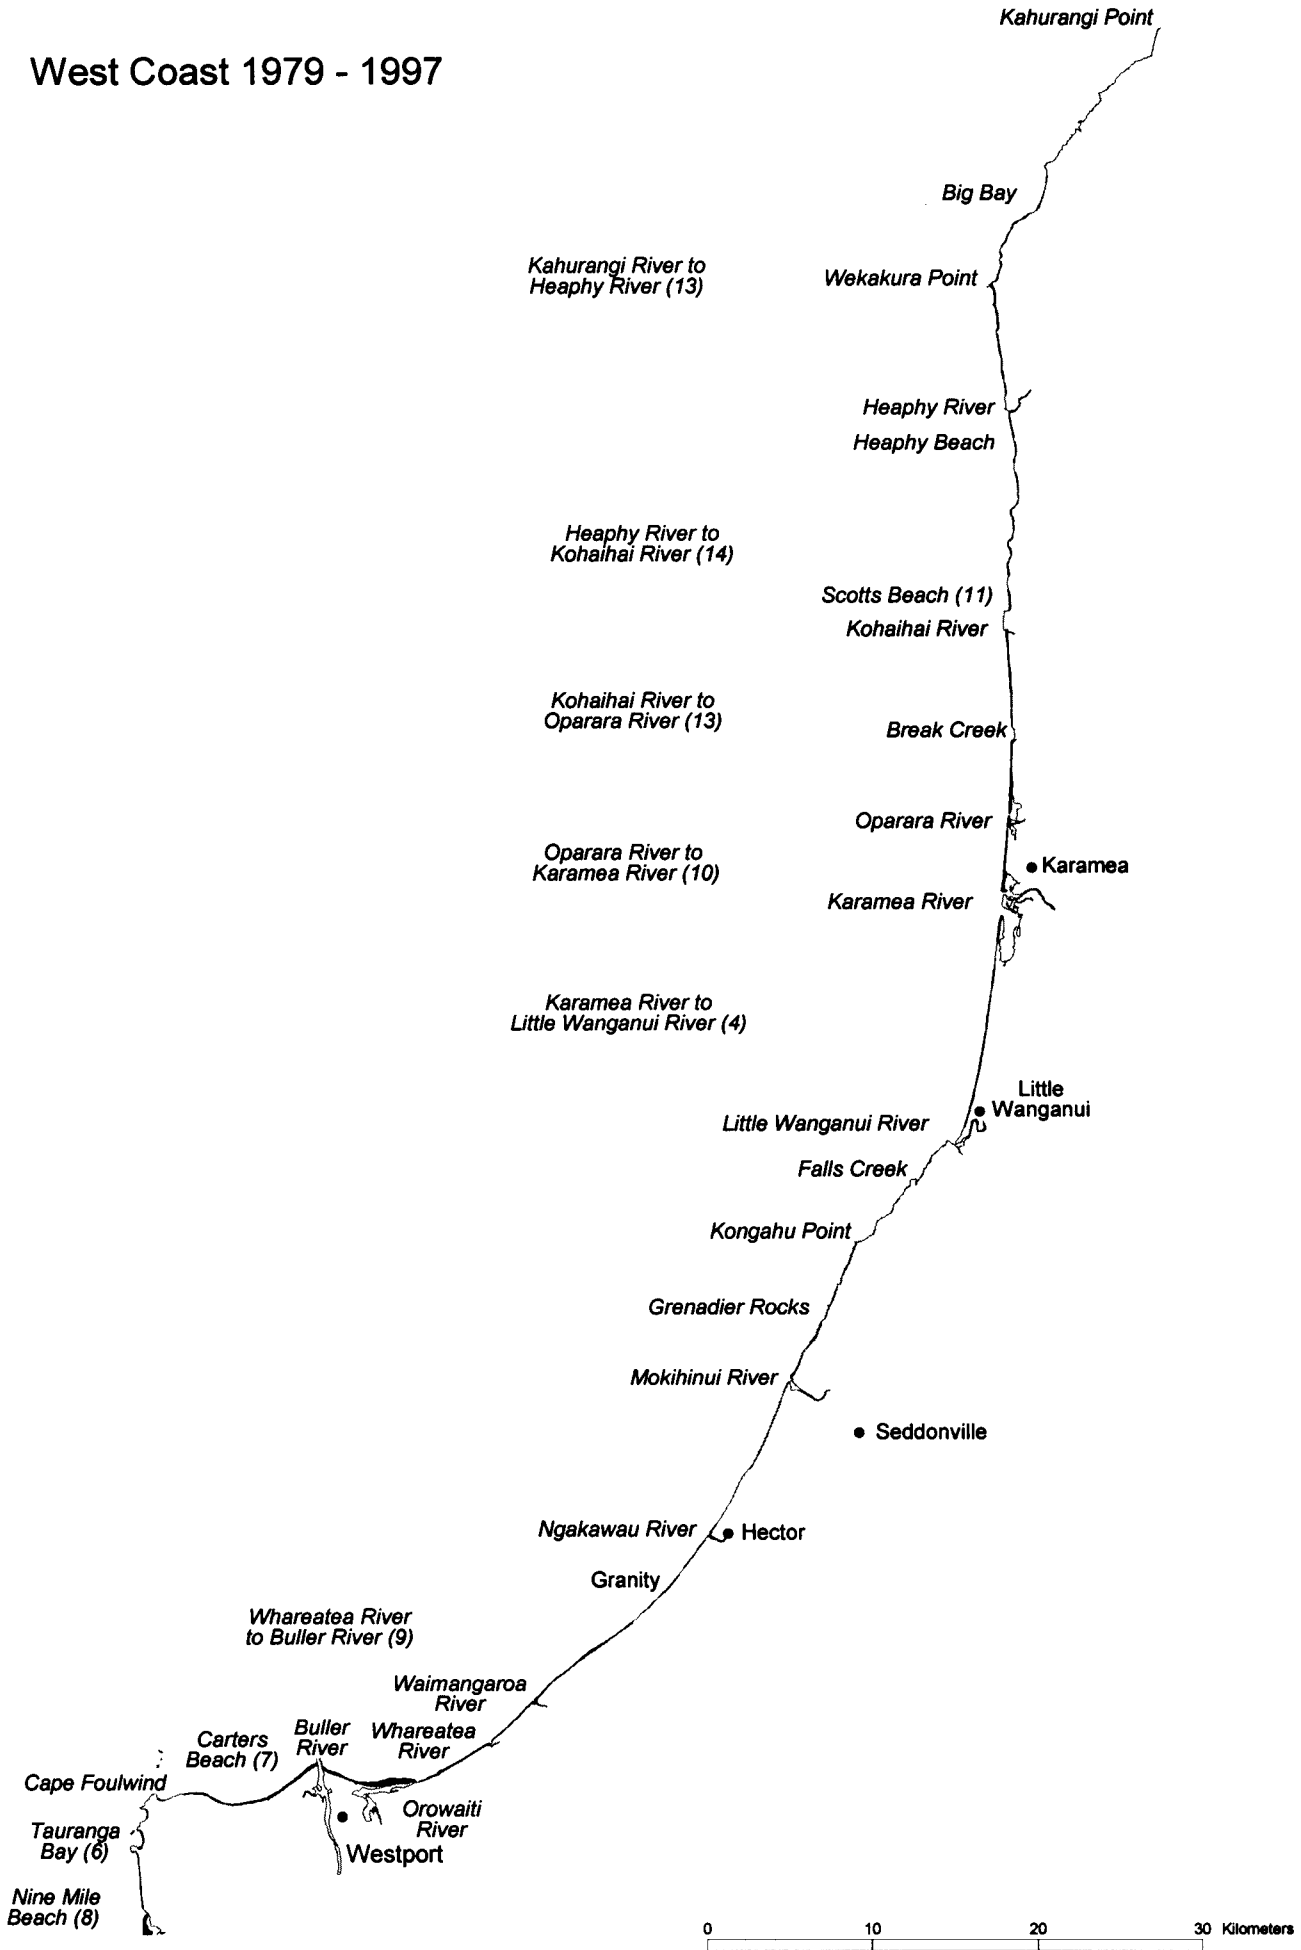 Kahurangi Point
West Coast 1979 - 1997
Big Bay
Kahurangi River to
Heaphy River (13)
Wekakura Point
Heaphy River
Heaphy Beach
Heaphy River to
Kohaihai River (14)
Scotts Beach (11)
Kohaihai River
Kohaihai River to
Oparara River (13)
Break Creek
Oparara River
Oparara River to
Karamea River (10)
Karamea
Karamea River
Karamea River to
Little Wanganui River (4)
Little
Wanganui
Little Wanganui River
Falls Creek
Kongahu Point
Grenadier Rocks
Mokihinui River
Seddonville
Ngakawau River
Hector
Granity
Whareatea River
to Buller River (9)
Waimangaroa
River
Whareatea
River
Buller
River
Carters
Beach (7)
Cape Foulwind
Orowaiti
River
Tauranga
Bay (6)
Westport
Nine Mile
Beach (8)
0 10 20 30 Kilometers